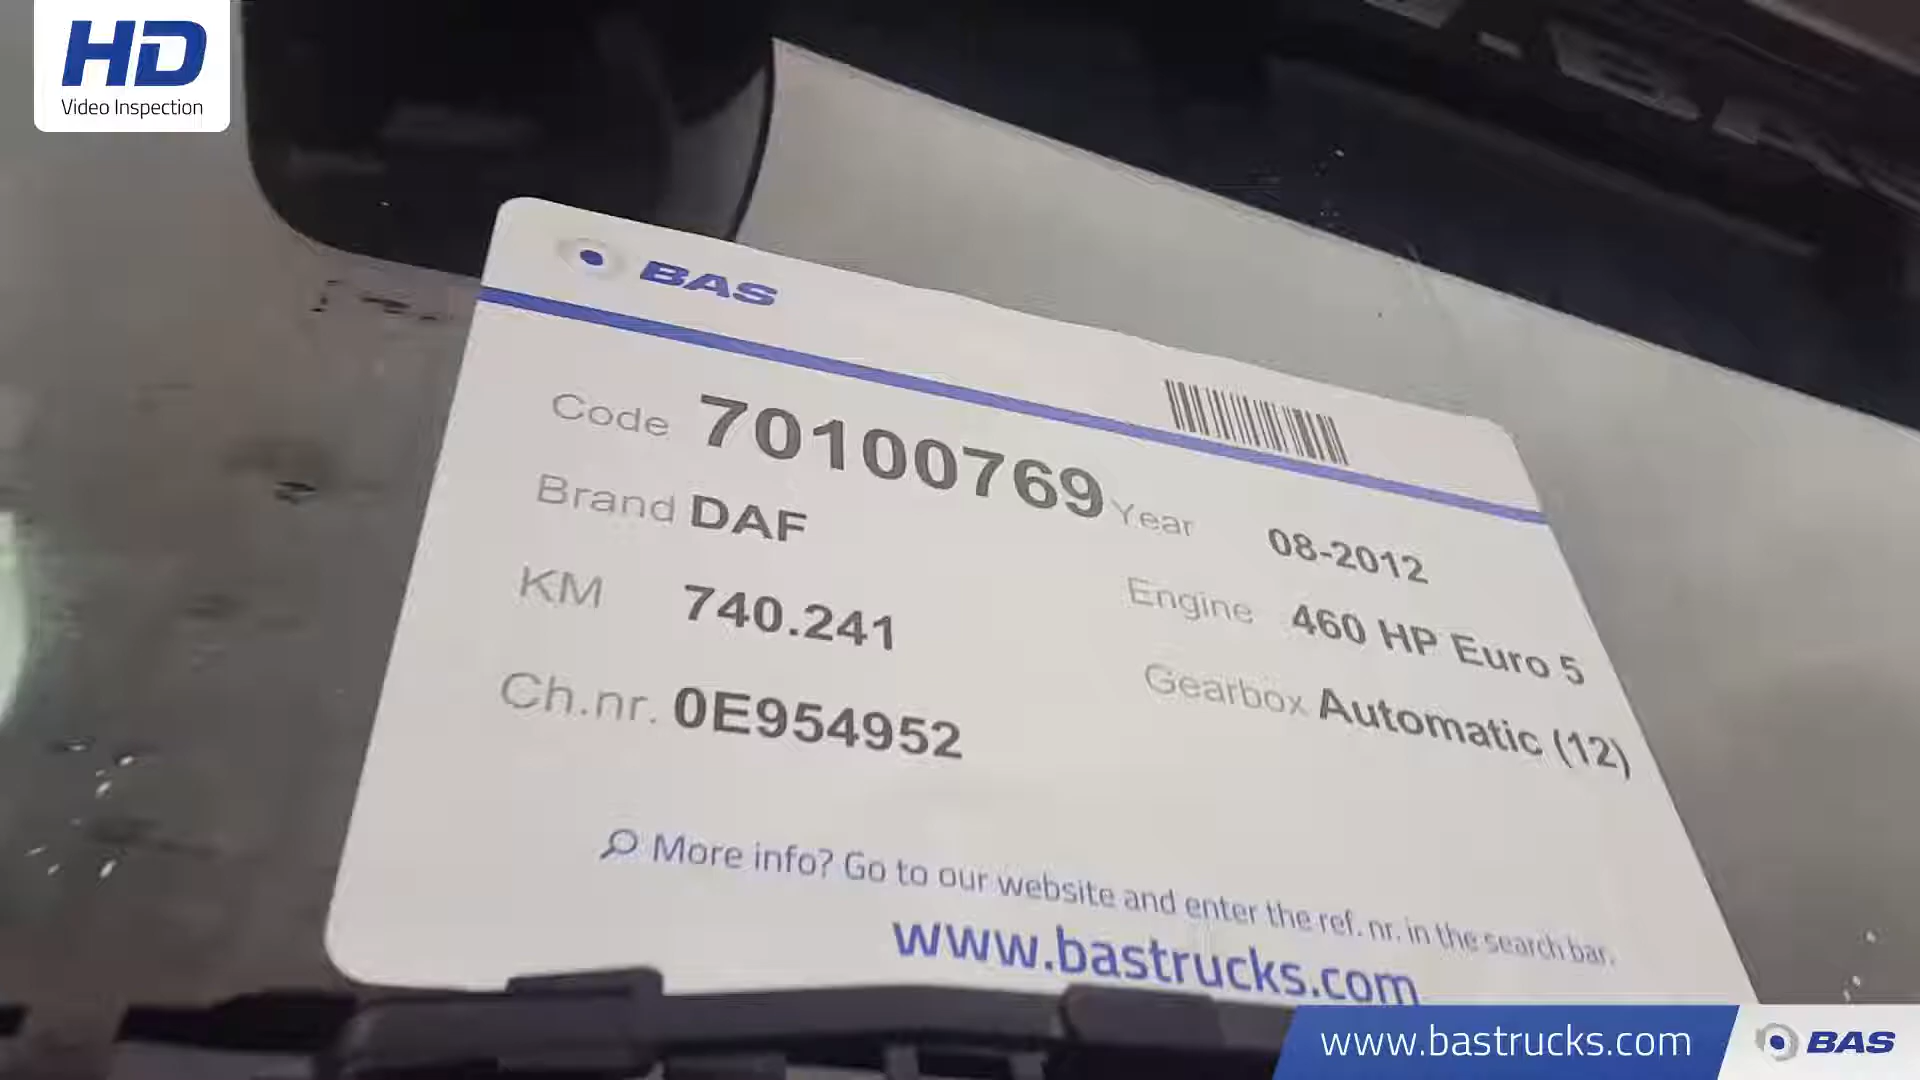 HD
Video Inspection
BAS
Code 70100769
Year 08-2012
Brand DAF
Engine 460 HP Euro 5
KM 740.241
Gearbox Automatic (12)
Ch.nr. 0E954952
More info? Go to our website and enter the ref. nr. in the search bar.
www.bastrucks.com
www.bastrucks.com
BAS